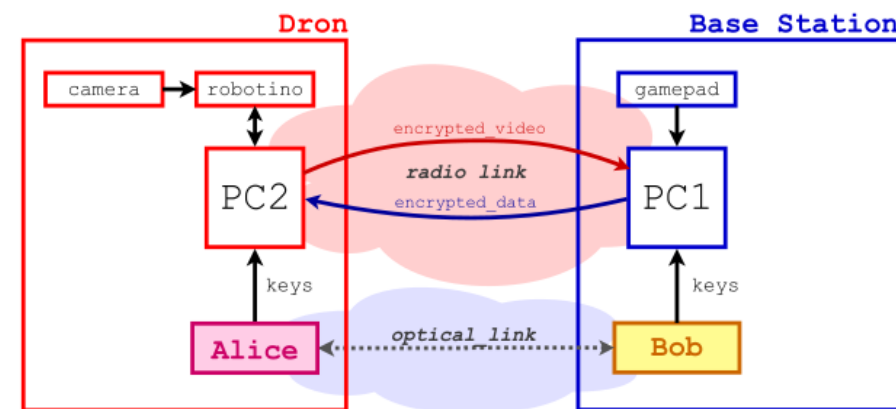 Dron
Base Station
camera
robotino
gamepad
encrypted_video
radio link
PC2
PC1
encrypted_data
keys
keys
optical_link
Alice
Bob